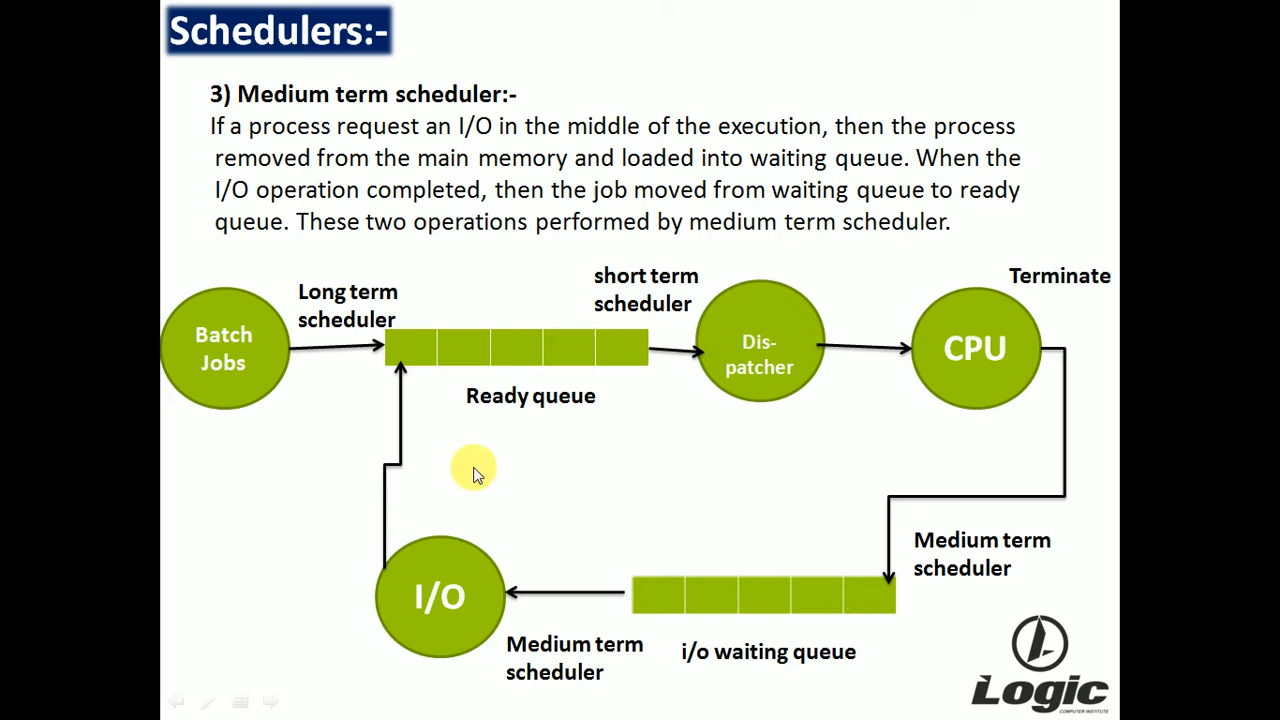 Schedulers:-
3) Medium term scheduler:-
If a process request an I/O in the middle of the execution, then the process
removed from the main memory and loaded into waiting queue. When the
I/O operation completed, then the job moved from waiting queue to ready
queue. These two operations performed by medium term scheduler.
Long term
scheduler
short term
scheduler
Terminate
Batch
Jobs
Dis-
patcher
CPU
Ready queue
Medium term
scheduler
I/O
Medium term
scheduler
i/o waiting queue
Logic
COMPUTER INSTITUTE